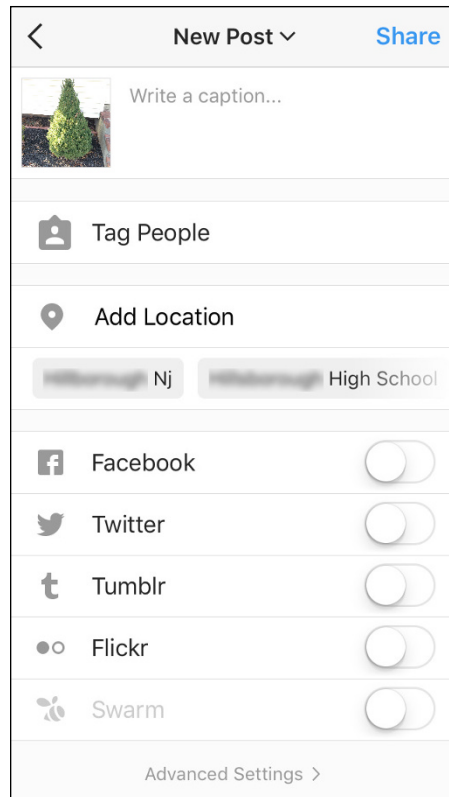 New Post
Share
Write a caption...
Tag People
Add Location
Nj
High School
Facebook
Twitter
Tumblr
Flickr
Swarm
Advanced Settings >